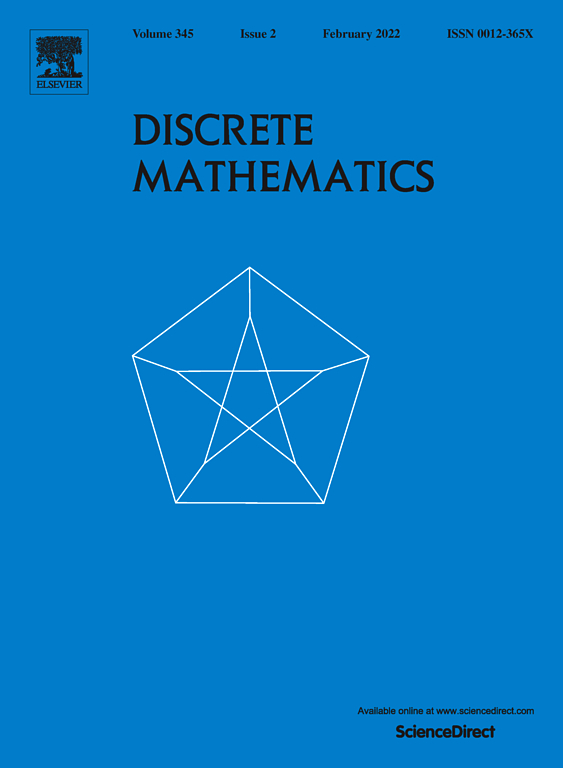 Volume 345 Issue 2 February 2022 ISSN 0012-365X
ELSEVIER
DISCRETE
MATHEMATICS
Available online at www.sciencedirect.com
ScienceDirect